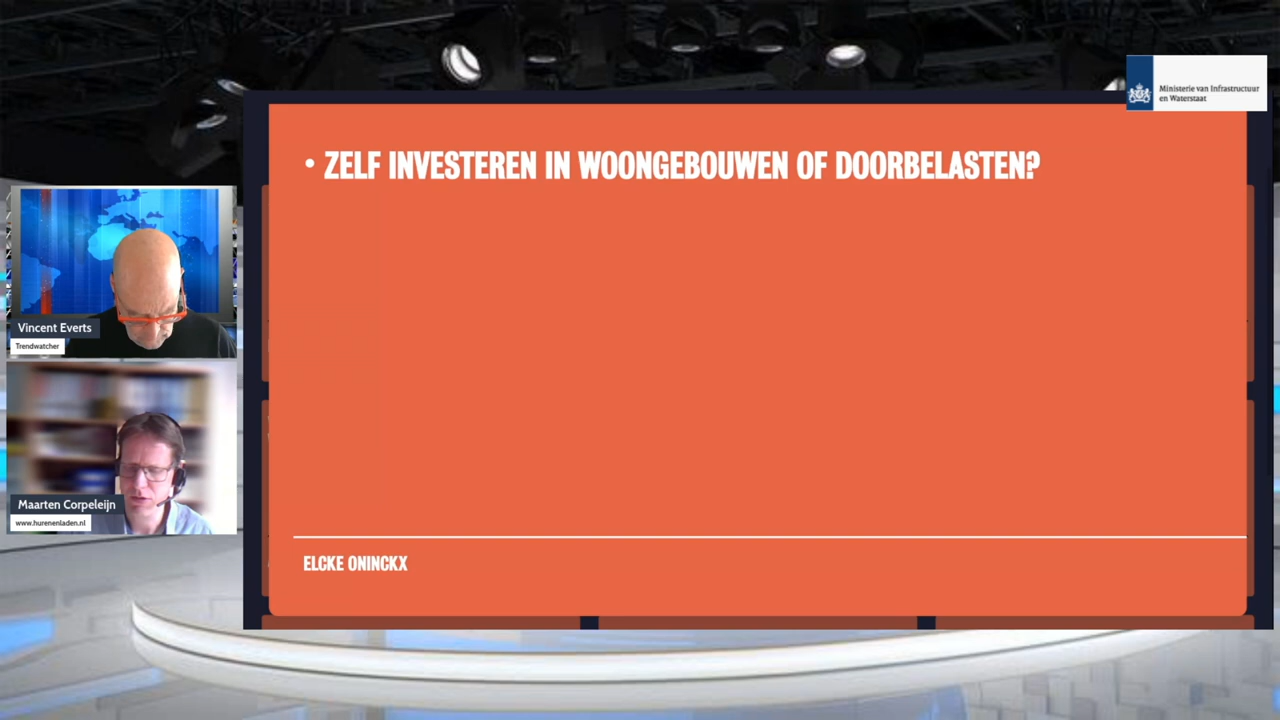 Ministerie van Infrastructuur
en Waterstaat
• ZELF INVESTEREN IN WOONGEBOUWEN OF DOORBELASTEN?
Vincent Everts
Trendwatcher
Maarten Corpeleijn
www.hurenenladen.nl
ELCKE ONINCKX